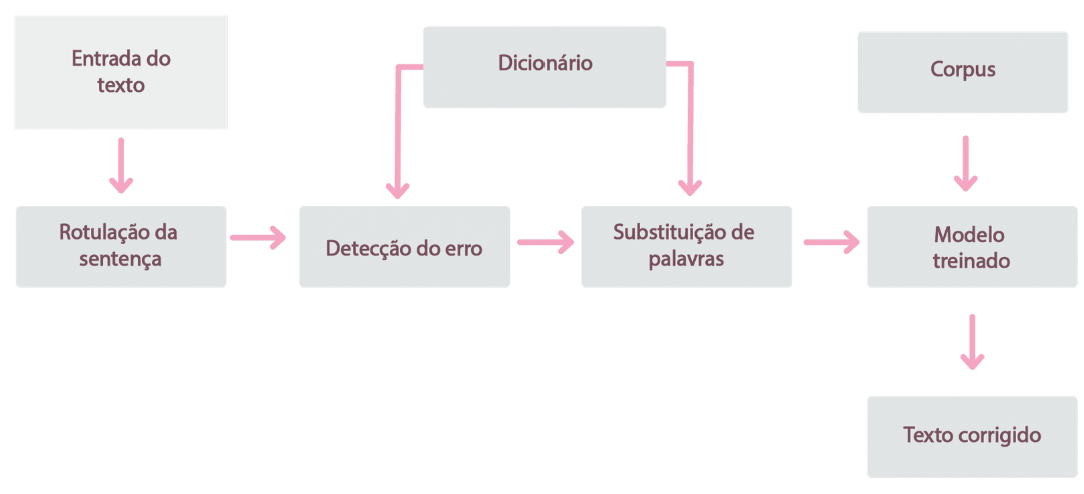 Entrada do
texto
Dicionário
Corpus
Rotulação da
sentença
Detecção do erro
Substituição de
palavras
Modelo
treinado
Texto corrigido